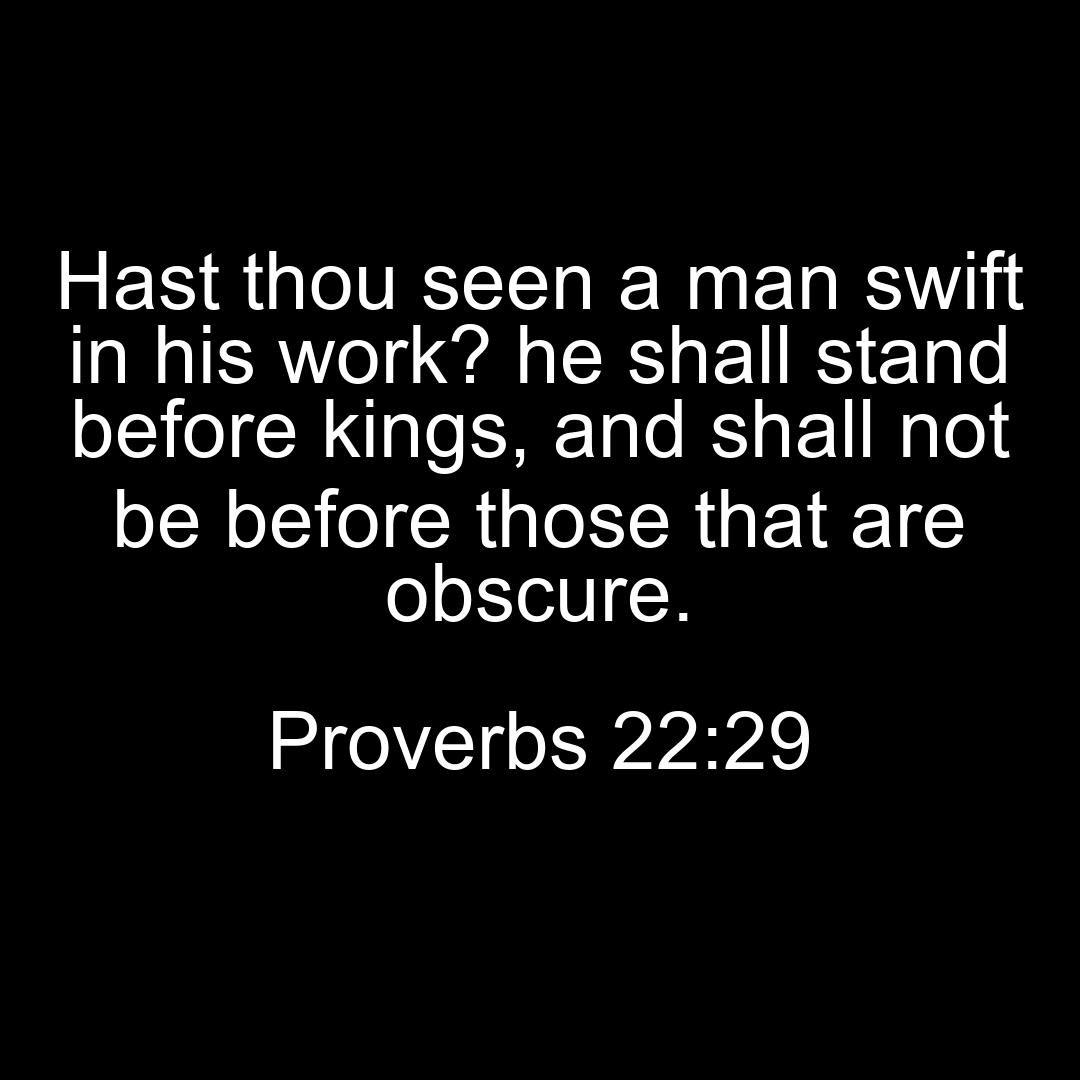 Hast thou seen a man swift
in his work? he shall stand
before kings, and shall not
be before those that are
obscure.
Proverbs 22:29